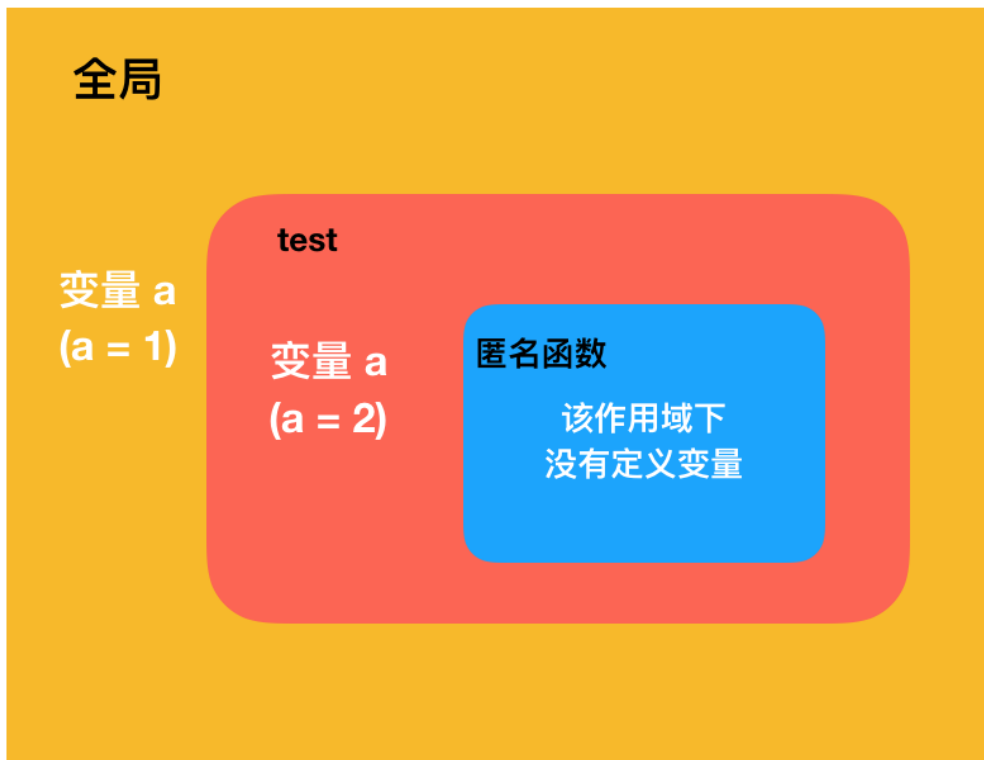 全局
变量 a
(a = 1)
test
变量 a
(a = 2)
匿名函数
该作用域下
没有定义变量